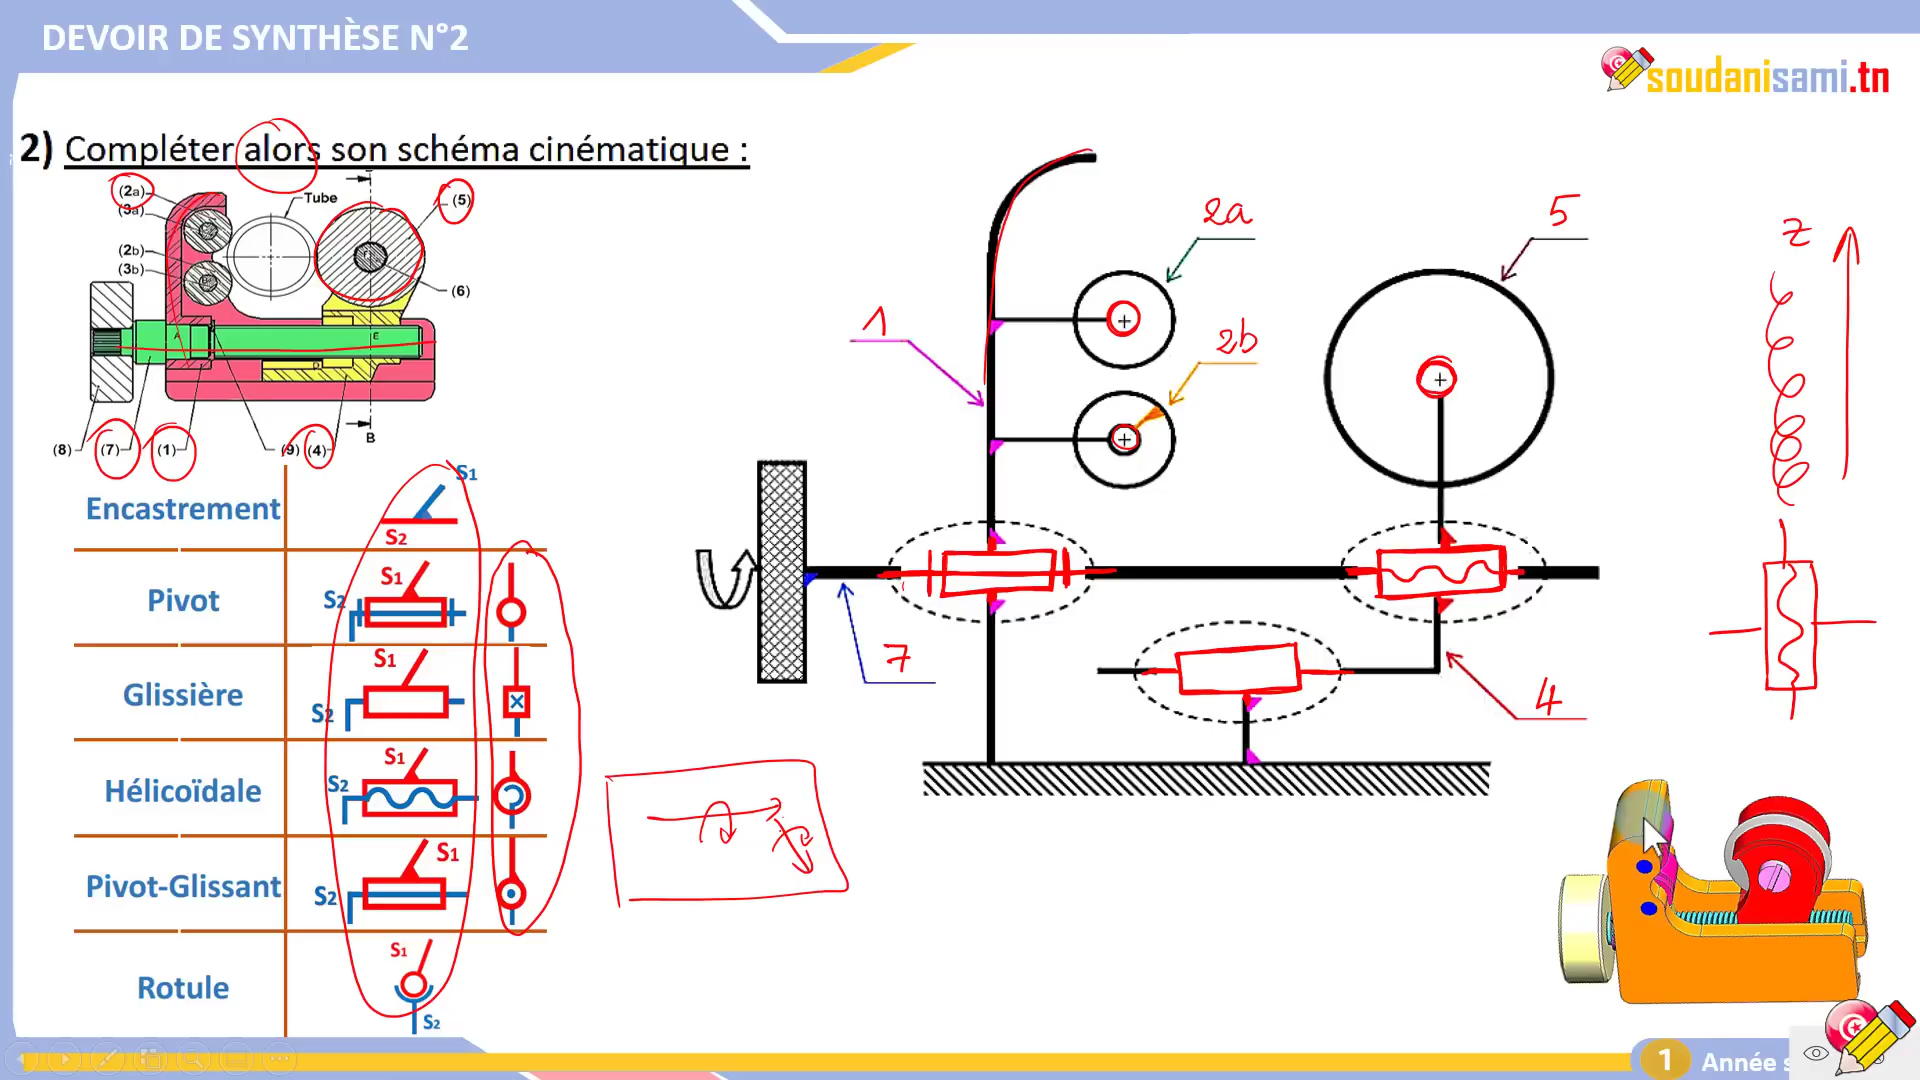 DEVOIR DE SYNTHÈSE N°2
soudanisami.tn
2) Compléter alors son schéma cinématique :
(2a)
(3a)
Tube
(5)
(2b)
(3b)
(6)
A
E
D
(8)
(7)
(1)
(9)
(4)
B
1
2a
2b
5
Z
7
4
Encastrement
S1
S2
Pivot
S1
S2
Glissière
S1
S2
Hélicoïdale
S1
S2
Pivot-Glissant
S1
S2
Rotule
S1
S2
1
Année s